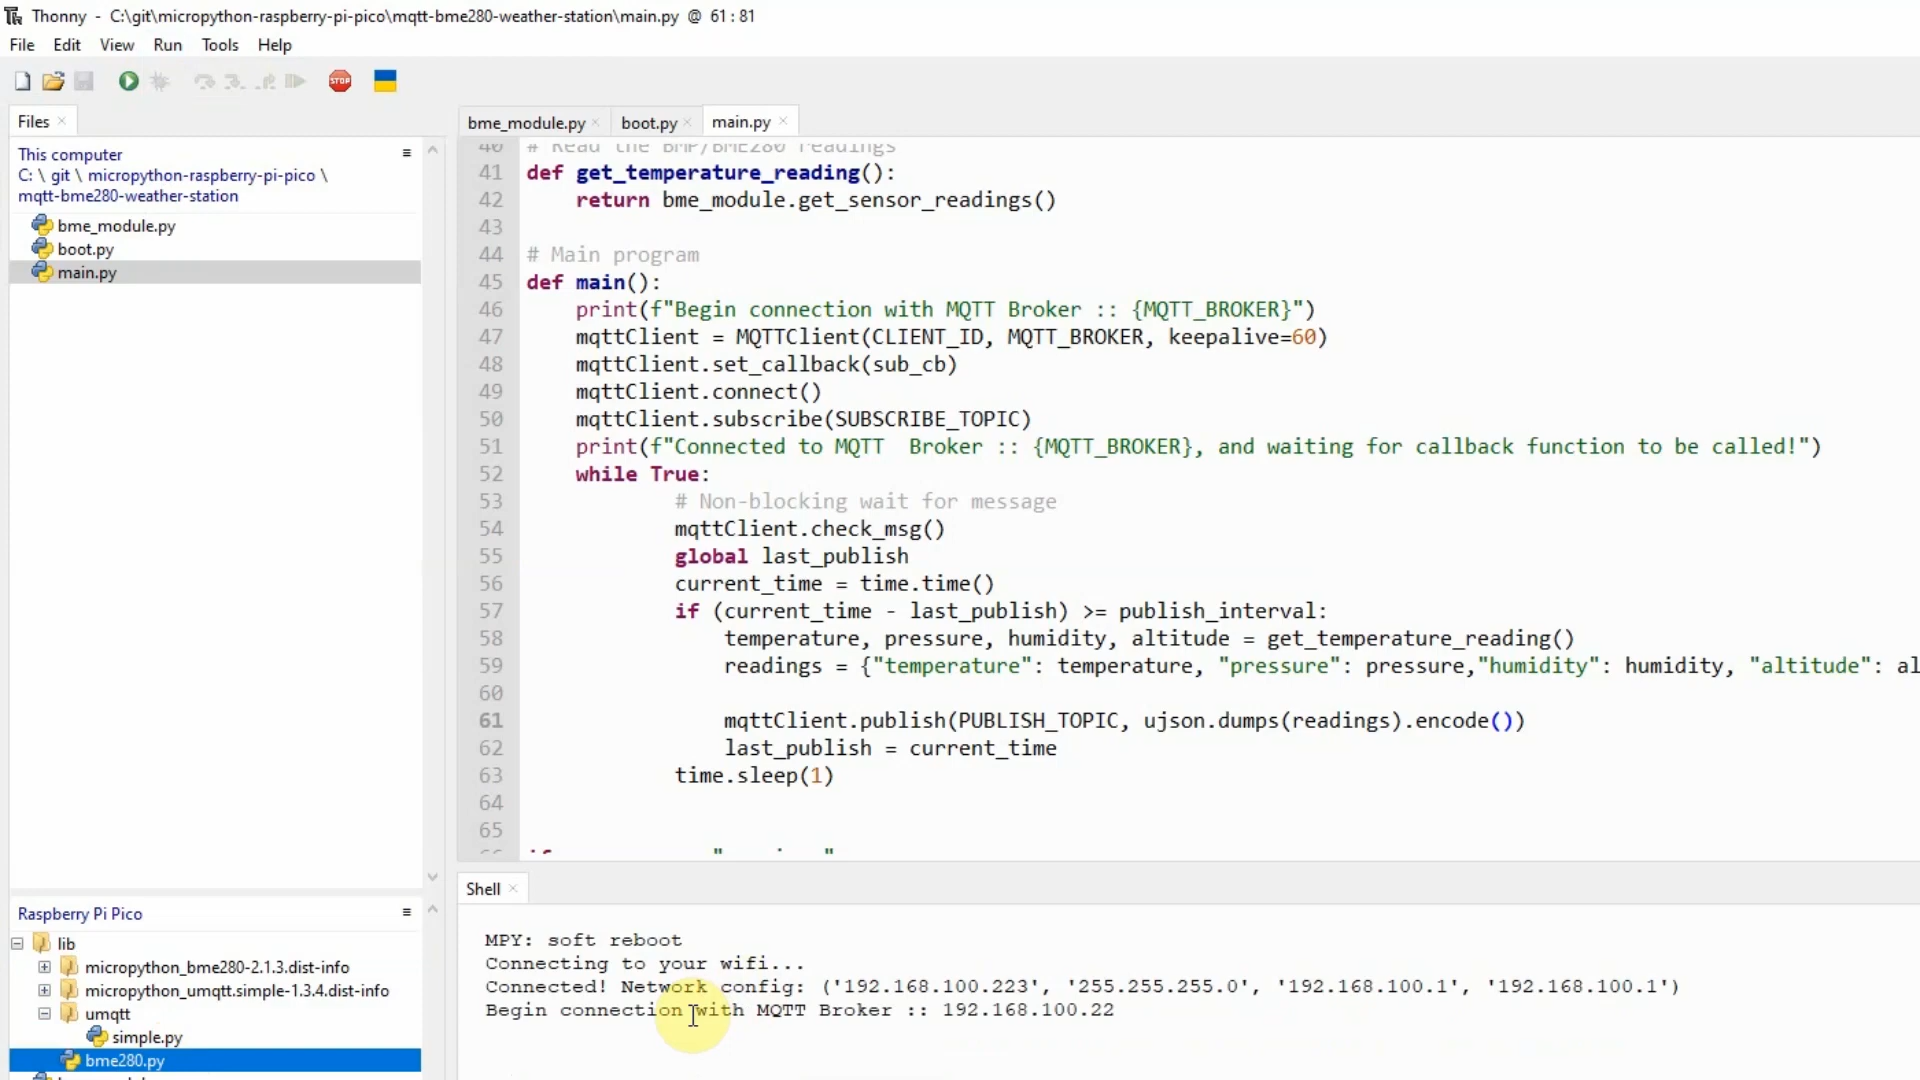 Thonny - C:\git\micropython-raspberry-pi-pico\mqtt-bme280-weather-station\main.py @ 61 : 81
File Edit View Run Tools Help
STOP
Files
This computer
C: \ git \ micropython-raspberry-pi-pico \
mqtt-bme280-weather-station
bme_module.py
boot.py
main.py
Raspberry Pi Pico
lib
micropython_bme280-2.1.3.dist-info
micropython_umqtt.simple-1.3.4.dist-info
umqtt
simple.py
bme280.py
bme_module.py boot.py main.py
40 # Read the BMP/BME280 readings
41 def get_temperature_reading():
42 return bme_module.get_sensor_readings()
43
44 # Main program
45 def main():
46 print(f"Begin connection with MQTT Broker :: {MQTT_BROKER}")
47 mqttClient = MQTTClient(CLIENT_ID, MQTT_BROKER, keepalive=60)
48 mqttClient.set_callback(sub_cb)
49 mqttClient.connect()
50 mqttClient.subscribe(SUBSCRIBE_TOPIC)
51 print(f"Connected to MQTT  Broker :: {MQTT_BROKER}, and waiting for callback function to be called!")
52 while True:
53 # Non-blocking wait for message
54 mqttClient.check_msg()
55 global last_publish
56 current_time = time.time()
57 if (current_time - last_publish) >= publish_interval:
58 temperature, pressure, humidity, altitude = get_temperature_reading()
59 readings = {"temperature": temperature, "pressure": pressure,"humidity": humidity, "altitude": al
60
61 mqttClient.publish(PUBLISH_TOPIC, ujson.dumps(readings).encode())
62 last_publish = current_time
63 time.sleep(1)
64
65
Shell
MPY: soft reboot
Connecting to your wifi...
Connected! Network config: ('192.168.100.223', '255.255.255.0', '192.168.100.1', '192.168.100.1')
Begin connection with MQTT Broker :: 192.168.100.22